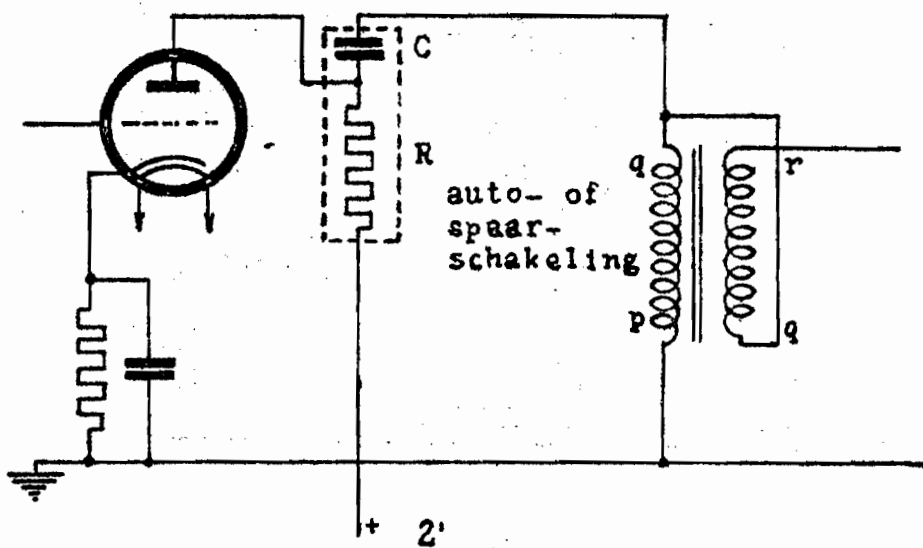 C
R
q
r
auto- of
spaar-
schakeling
p
q
+ 2'